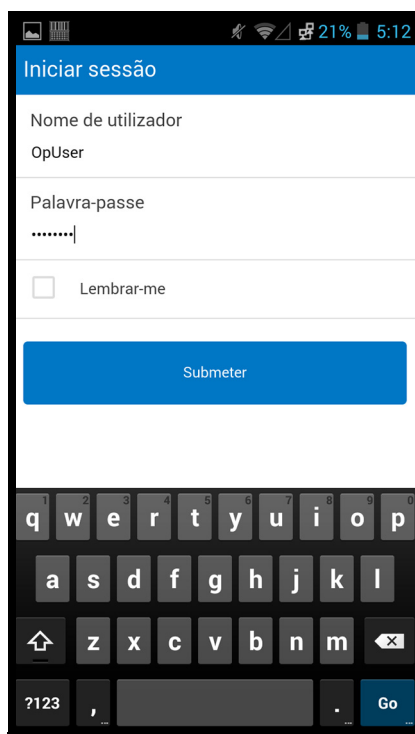 21% 5:12
Iniciar sessão
Nome de utilizador
OpUser
Palavra-passe
••••••••
Lembrar-me
Submeter
1 2 3 4 5 6 7 8 9 0
q w e r t y u i o p
a s d f g h j k l
z x c v b n m
?123 , . Go